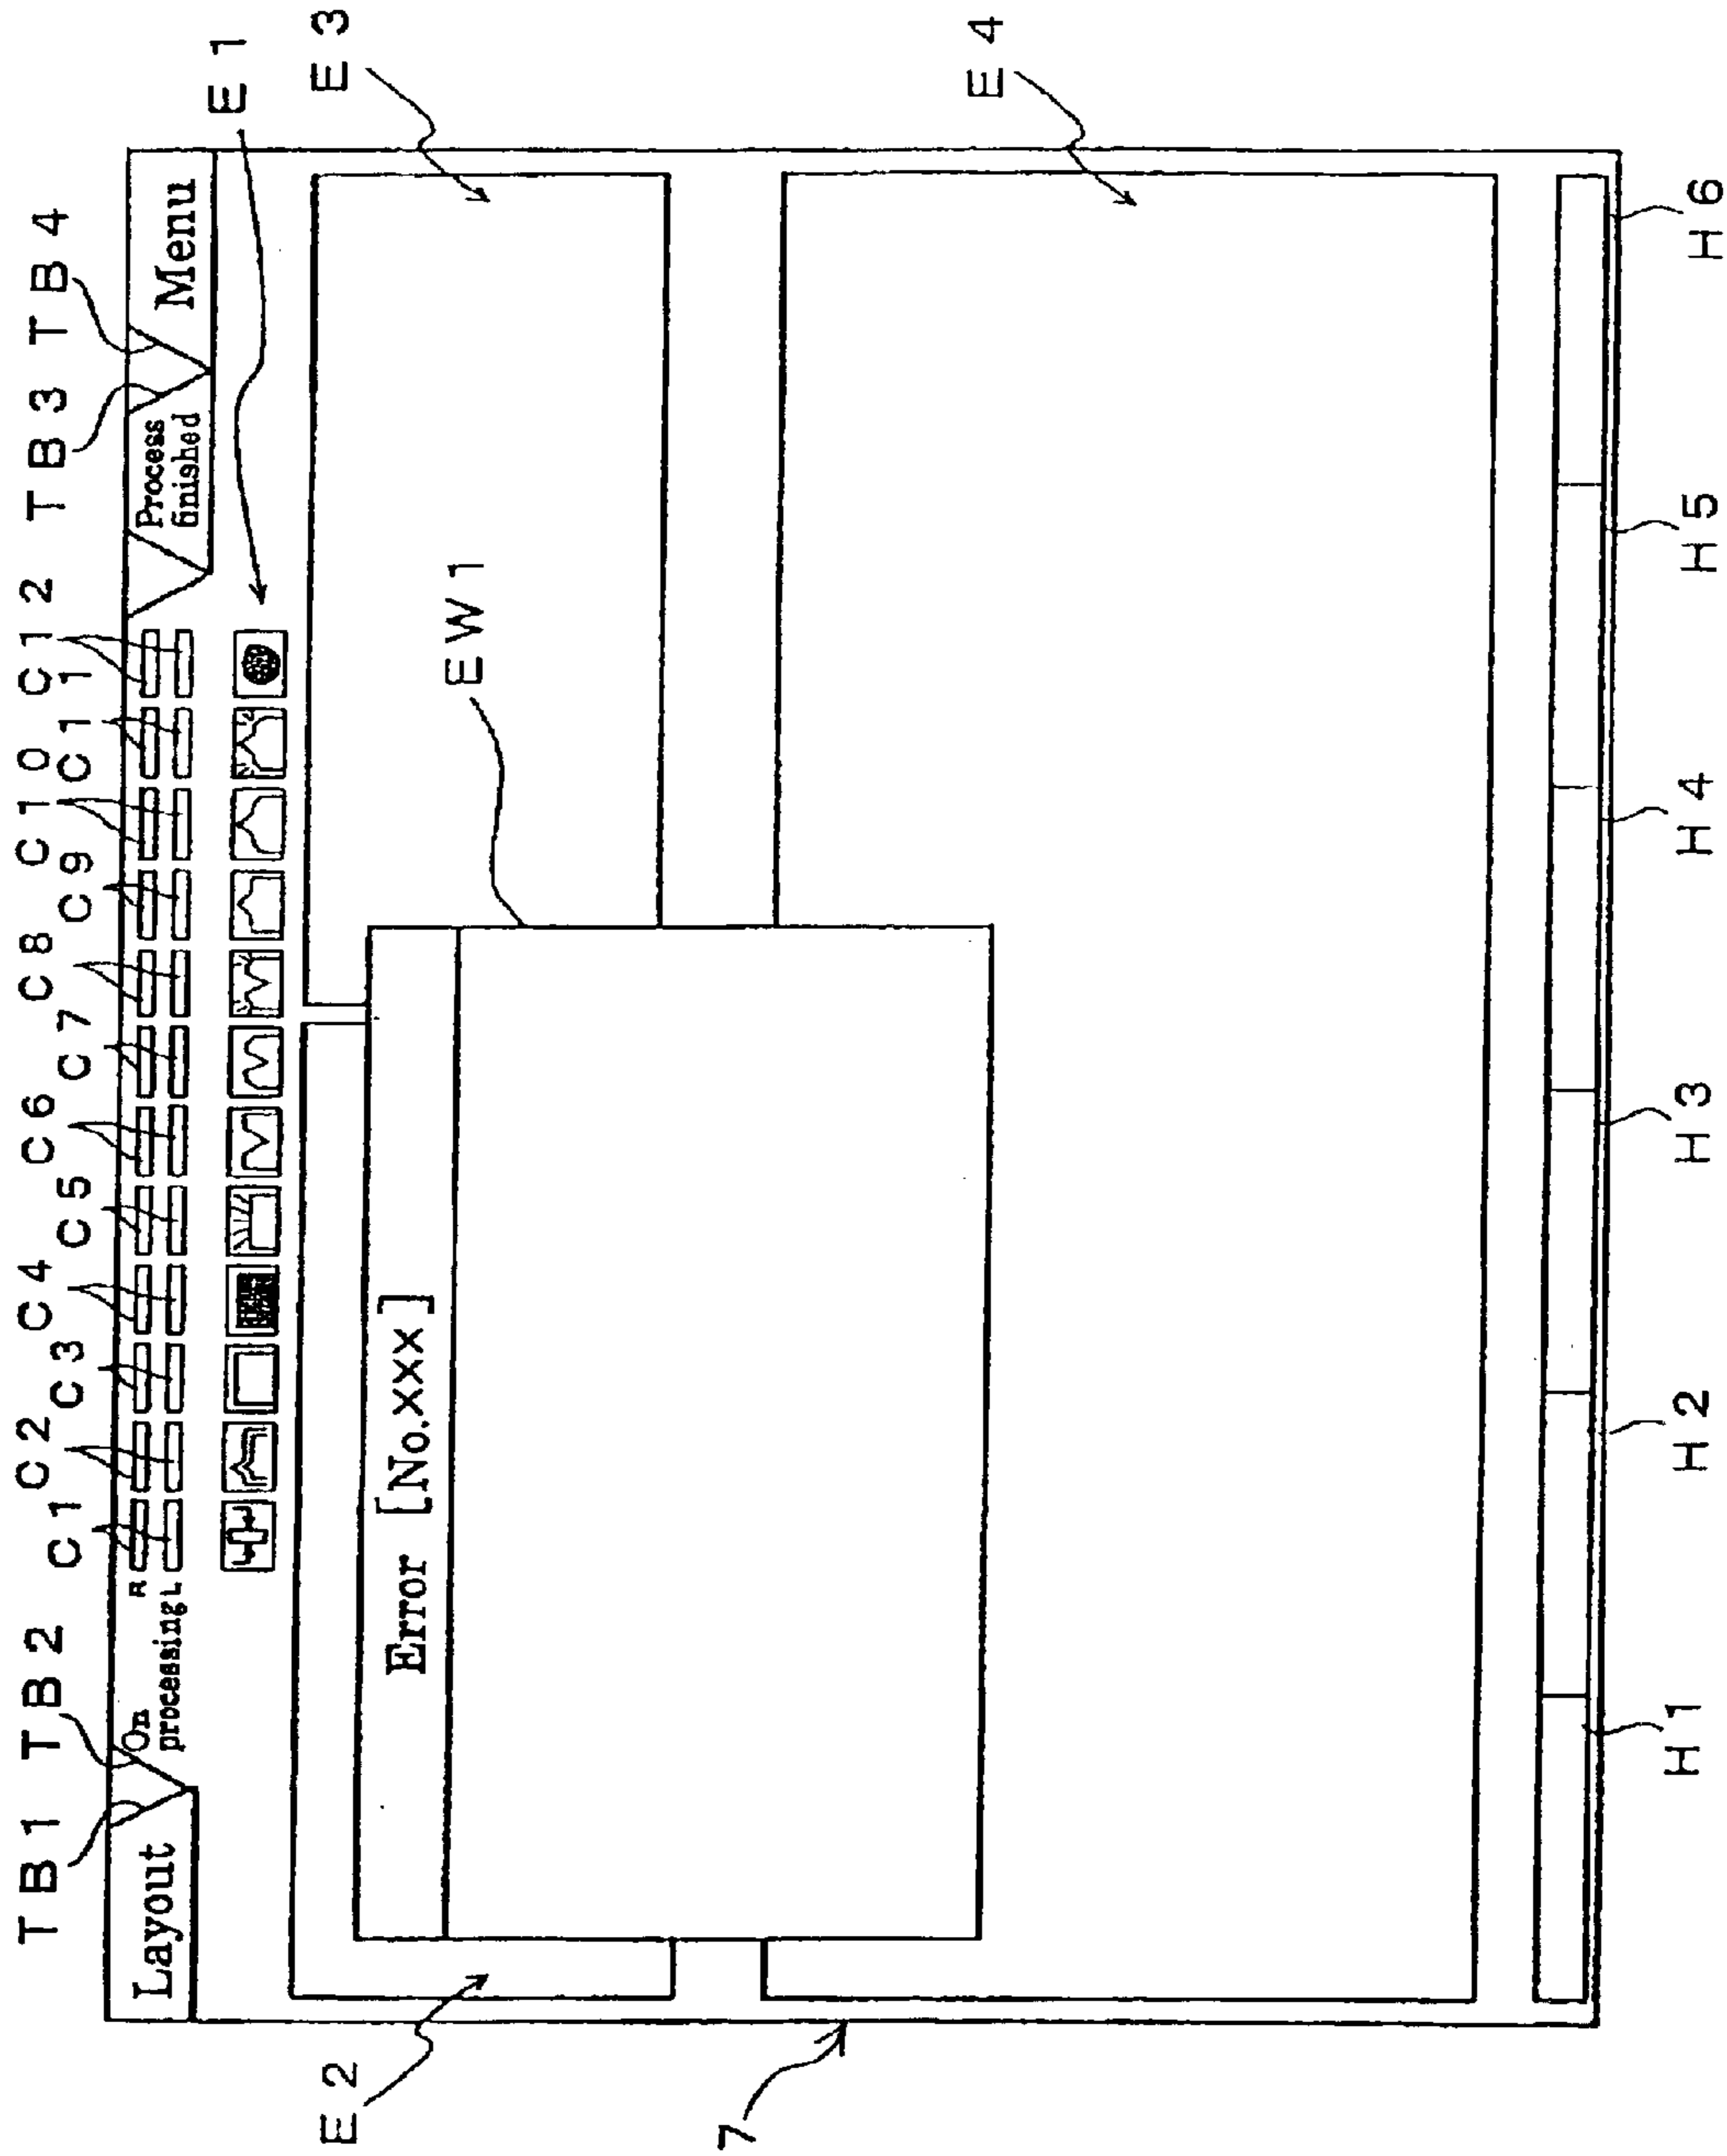 TB1 TB2 C1 C2 C3 C4 C5 C6 C7 C8 C9 C10 C11 C12 TB3 TB4
E1
E3
Layout
On
processing
R
L
Process
finished
Menu
EW1
Error [No.xxx]
E2
E4
7
H1 H2 H3 H4 H5 H6